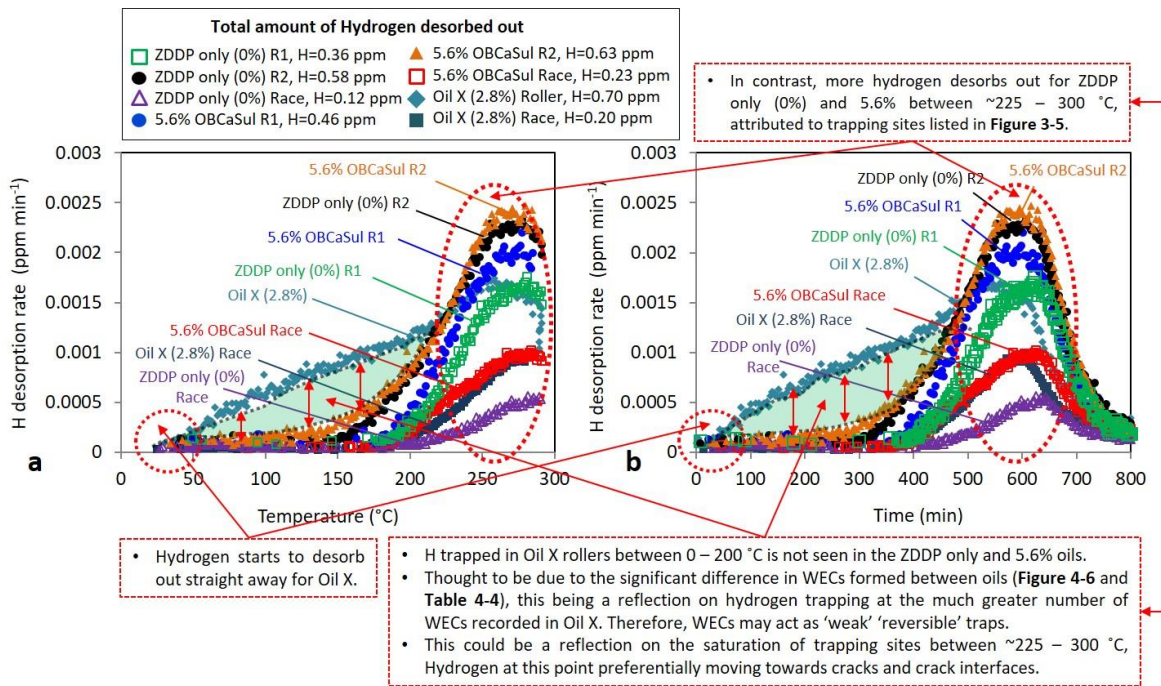 Total amount of Hydrogen desorbed out
ZDDP only (0%) R1, H=0.36 ppm
ZDDP only (0%) R2, H=0.58 ppm
ZDDP only (0%) Race, H=0.12 ppm
5.6% OBCaSul R1, H=0.46 ppm
5.6% OBCaSul R2, H=0.63 ppm
5.6% OBCaSul Race, H=0.23 ppm
Oil X (2.8%) Roller, H=0.70 ppm
Oil X (2.8%) Race, H=0.20 ppm
• In contrast, more hydrogen desorbs out for ZDDP
only (0%) and 5.6% between ~225 – 300 ˚C,
attributed to trapping sites listed in Figure 3-5.
H desorption rate (ppm min-1)
0.003
0.0025
0.002
0.0015
0.001
0.0005
0
5.6% OBCaSul R2
ZDDP only (0%) R2
5.6% OBCaSul R1
ZDDP only (0%) R1
Oil X (2.8%)
5.6% OBCaSul Race
Oil X (2.8%) Race
ZDDP only (0%)
Race
a
0 50 100 150 200 250 300
Temperature (°C)
H desorption rate (ppm min-1)
0.003
0.0025
0.002
0.0015
0.001
0.0005
0
5.6% OBCaSul R2
ZDDP only (0%) R2
5.6% OBCaSul R1
ZDDP only (0%) R1
Oil X (2.8%)
5.6% OBCaSul Race
Oil X (2.8%) Race
ZDDP only (0%)
Race
b
0 100 200 300 400 500 600 700 800
Time (min)
• Hydrogen starts to desorb
out straight away for Oil X.
• H trapped in Oil X rollers between 0 – 200 ˚C is not seen in the ZDDP only and 5.6% oils.
• Thought to be due to the significant difference in WECs formed between oils (Figure 4-6 and
Table 4-4), this being a reflection on hydrogen trapping at the much greater number of
WECs recorded in Oil X. Therefore, WECs may act as ‘weak’ ‘reversible’ traps.
• This could be a reflection on the saturation of trapping sites between ~225 – 300 ˚C,
Hydrogen at this point preferentially moving towards cracks and crack interfaces.